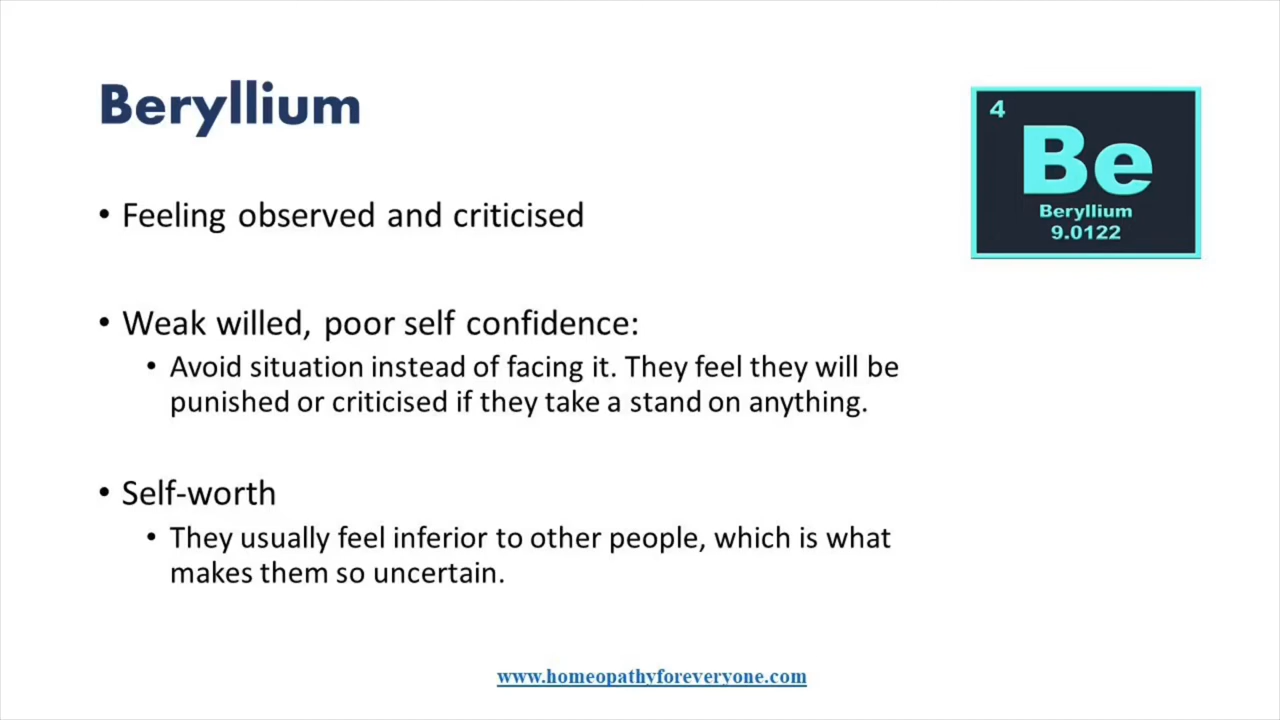 Beryllium
4
Be
Beryllium
9.0122
• Feeling observed and criticised
• Weak willed, poor self confidence:
• Avoid situation instead of facing it. They feel they will be
punished or criticised if they take a stand on anything.
• Self-worth
• They usually feel inferior to other people, which is what
makes them so uncertain.
www.homeopathyforeveryone.com